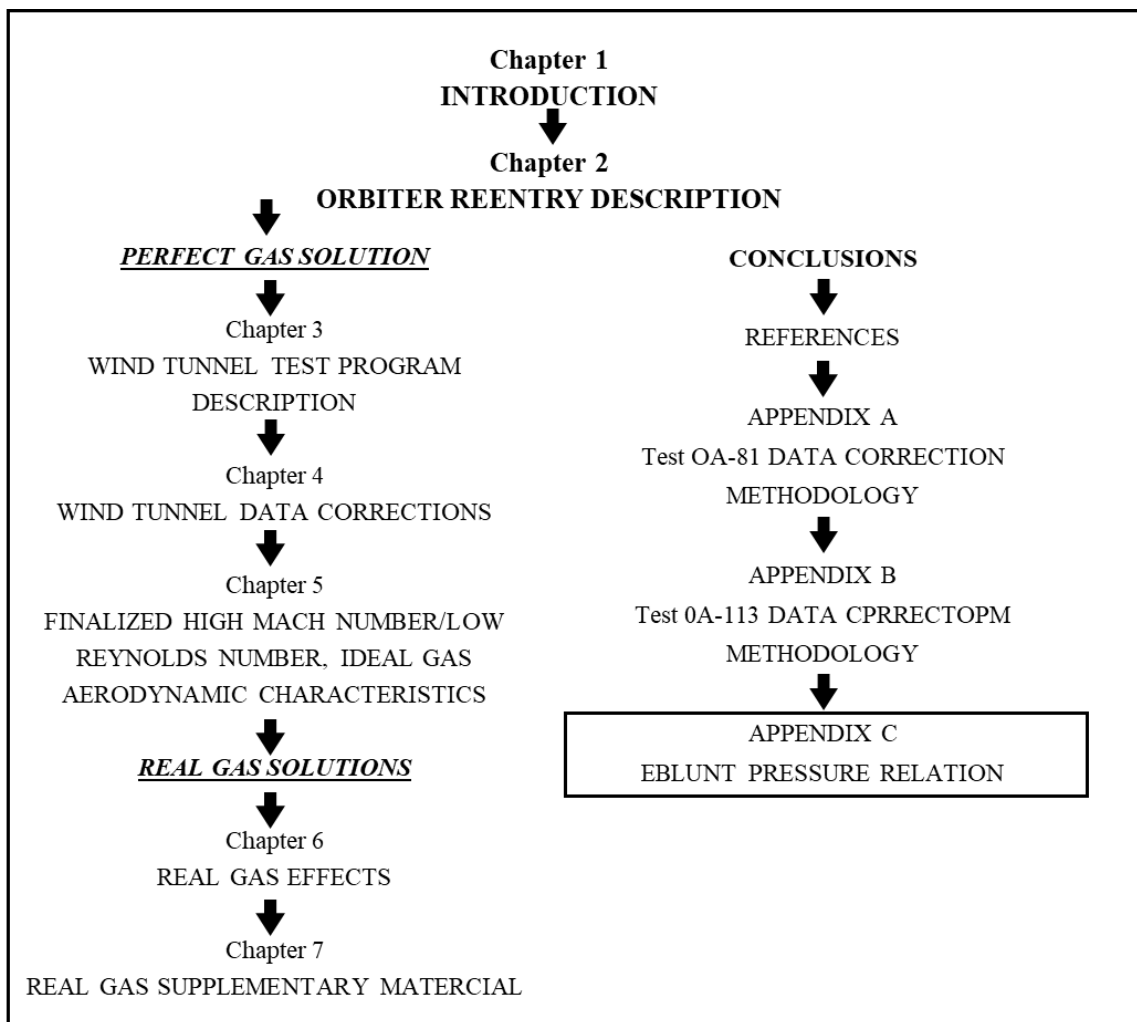 Chapter 1
INTRODUCTION
Chapter 2
ORBITER REENTRY DESCRIPTION
PERFECT GAS SOLUTION
Chapter 3
WIND TUNNEL TEST PROGRAM
DESCRIPTION
Chapter 4
WIND TUNNEL DATA CORRECTIONS
Chapter 5
FINALIZED HIGH MACH NUMBER/LOW
REYNOLDS NUMBER, IDEAL GAS
AERODYNAMIC CHARACTERISTICS
REAL GAS SOLUTIONS
Chapter 6
REAL GAS EFFECTS
Chapter 7
REAL GAS SUPPLEMENTARY MATERCIAL
CONCLUSIONS
REFERENCES
APPENDIX A
Test OA-81 DATA CORRECTION
METHODOLOGY
APPENDIX B
Test 0A-113 DATA CPRRECTOPM
METHODOLOGY
APPENDIX C
EBLUNT PRESSURE RELATION